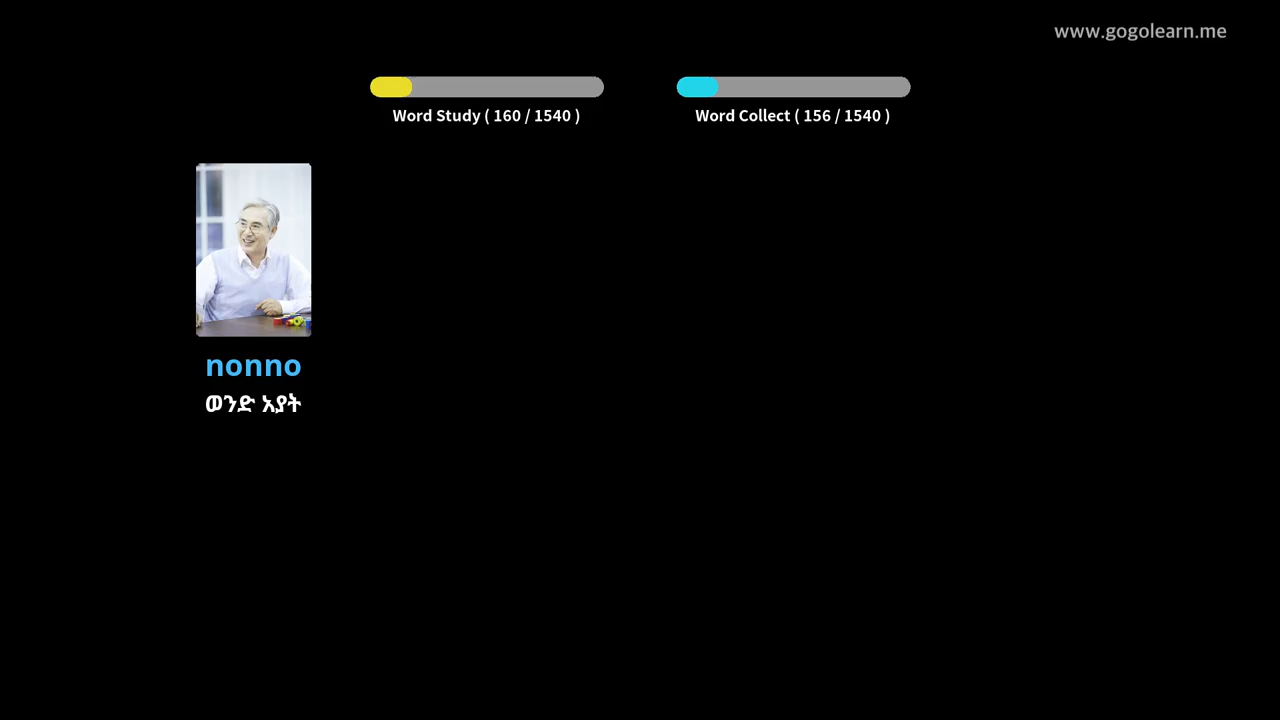 www.gogolearn.me
Word Study ( 160 / 1540 )
Word Collect ( 156 / 1540 )
nonno
ወንድ አያት